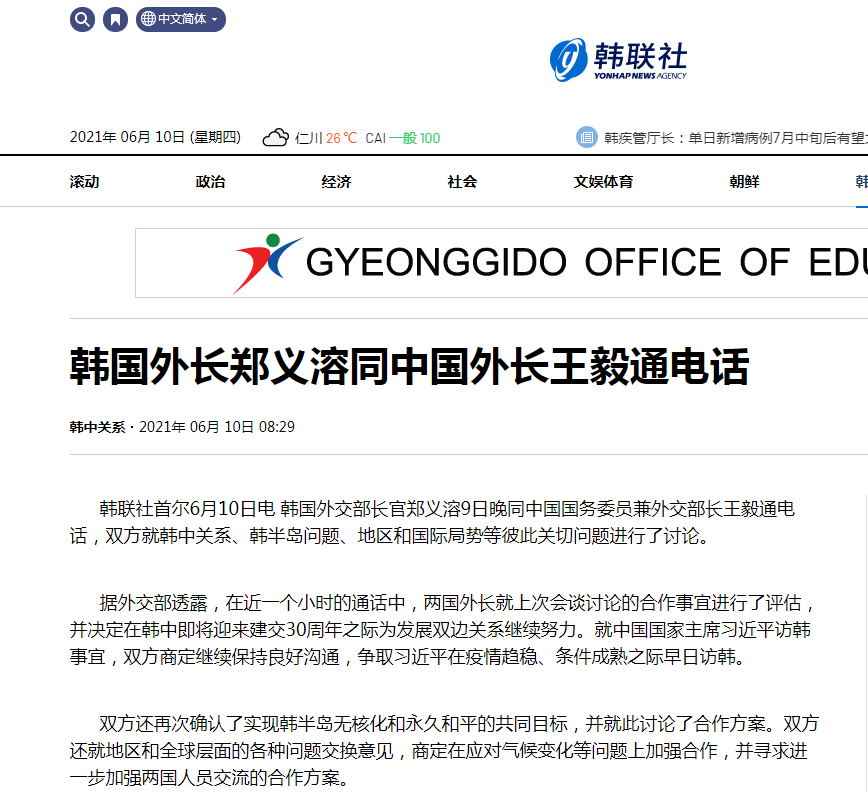 中文简体
韩联社
YONHAP NEWS AGENCY
2021年 06月 10日 (星期四) 仁川 26 ℃ CAI 一般 100 韩疾管厅长：单日新增病例7月中旬后有望
滚动 政治 经济 社会 文娱体育 朝鲜 韩
GYEONGGIDO OFFICE OF EDU
韩国外长郑义溶同中国外长王毅通电话
韩中关系 · 2021年 06月 10日 08:29
韩联社首尔6月10日电 韩国外交部长官郑义溶9日晚同中国国务委员兼外交部长王毅通电
话，双方就韩中关系、韩半岛问题、地区和国际局势等彼此关切问题进行了讨论。
据外交部透露，在近一个小时的通话中，两国外长就上次会谈讨论的合作事宜进行了评估，
并决定在韩中即将迎来建交30周年之际为发展双边关系继续努力。就中国国家主席习近平访韩
事宜，双方商定继续保持良好沟通，争取习近平在疫情趋稳、条件成熟之际早日访韩。
双方还再次确认了实现韩半岛无核化和永久和平的共同目标，并就此讨论了合作方案。双方
还就地区和全球层面的各种问题交换意见，商定在应对气候变化等问题上加强合作，并寻求进
一步加强两国人员交流的合作方案。